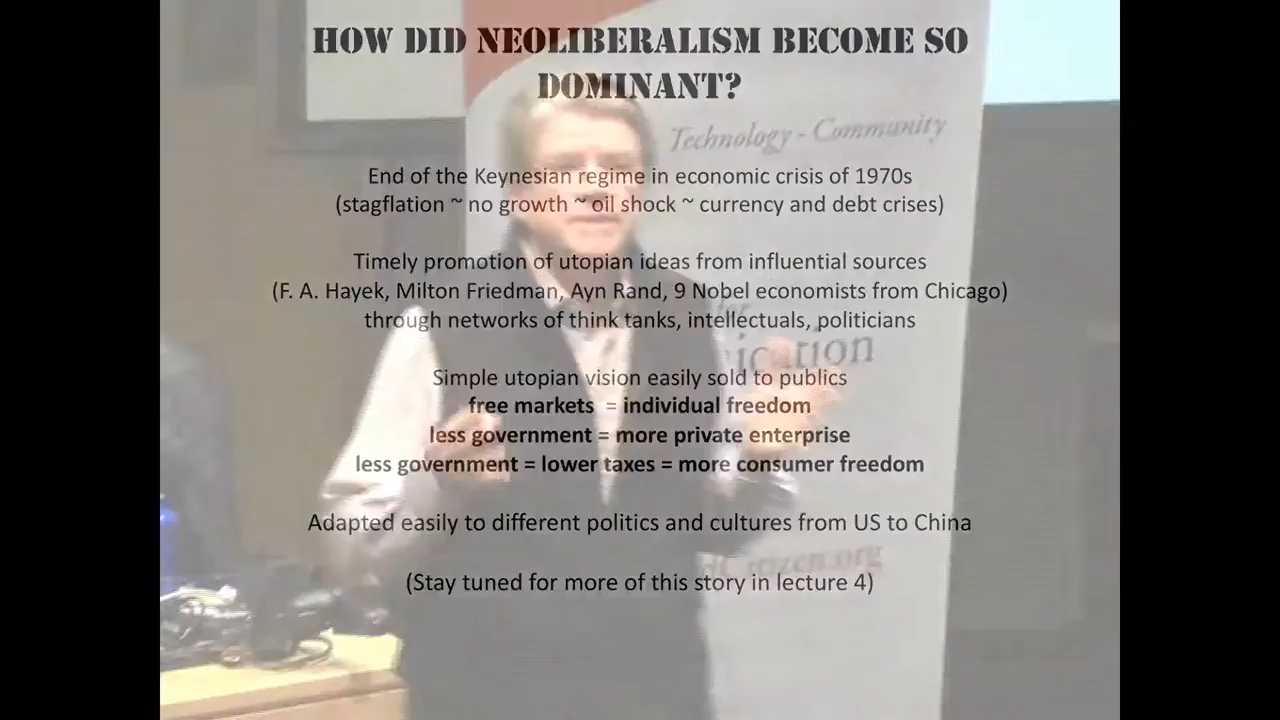 HOW DID NEOLIBERALISM BECOME SO
DOMINANT?
Technology - Community
End of the Keynesian regime in economic crisis of 1970s
(stagflation ~ no growth ~ oil shock ~ currency and debt crises)
Timely promotion of utopian ideas from influential sources
(F. A. Hayek, Milton Friedman, Ayn Rand, 9 Nobel economists from Chicago)
through networks of think tanks, intellectuals, politicians
Simple utopian vision easily sold to publics
free markets = individual freedom
less government = more private enterprise
less government = lower taxes = more consumer freedom
Adapted easily to different politics and cultures from US to China
(Stay tuned for more of this story in lecture 4)